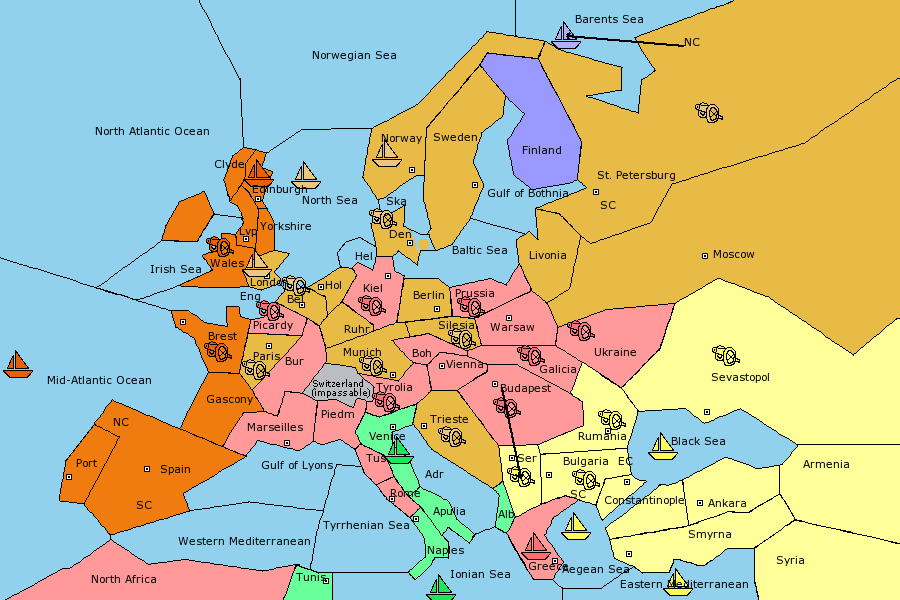 Barents Sea
NC
Norwegian Sea
North Atlantic Ocean
Norway
Sweden
Finland
Clyde
Edinburgh
North Sea
Ska
Gulf of Bothnia
St. Petersburg
SC
Yorkshire
Lvp
Den
Wales
Irish Sea
Hel
Baltic Sea
Livonia
Moscow
Eng
Bel
Hol
Kiel
Berlin
Prussia
Picardy
Brest
Ruhr
Silesia
Warsaw
Paris
Bur
Munich
Boh
Galicia
Ukraine
Vienna
Mid-Atlantic Ocean
Switzerland
(impassable)
Tyrolia
Budapest
Sevastopol
Gascony
Piedm
Marseilles
NC
Venice
Trieste
Rumania
Black Sea
Port
Spain
Gulf of Lyons
Tus
Adr
Ser
Bulgaria
EC
Armenia
SC
Rome
SC
Constantinople
Ankara
Apulia
Alb
Tyrrhenian Sea
Western Mediterranean
Naples
Smyrna
Syria
North Africa
Tunis
Ionian Sea
Greece
Aegean Sea
Eastern Mediterranean